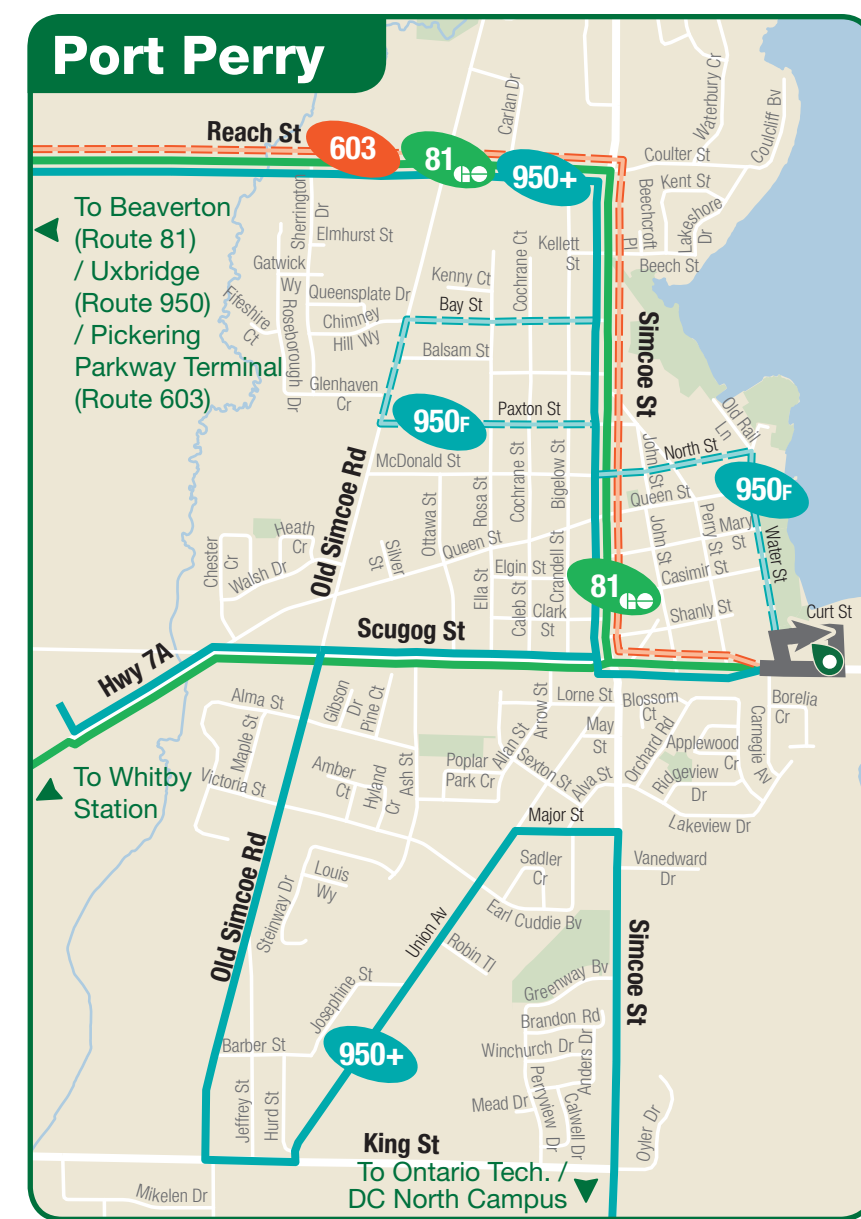 Port Perry
Reach St
603
81
950+
Carlan Dr
Waterbury Cr
Coulcliff Bv
Coulter St
Kent St
Beechcroft
Pl
Lakeshore
Dr
Beech St
To Beaverton
(Route 81)
/ Uxbridge
(Route 950)
/ Pickering
Parkway Terminal
(Route 603)
Sherrington
Dr
Elmhurst St
Gatwick
Wy
Fifeshire
Ct
Roseborough Dr
Queensplate Dr
Chimney
Hill Wy
Glenhaven
Cr
Kenny Ct
Cochrane Ct
Kellett
St
Bay St
Balsam St
Paxton St
950F
McDonald St
Simcoe St
Old Rail
Ln
North St
950F
John St
Queen St
Perry St
Mary
St
John St
Casimir St
Shanly St
Water St
Curt St
Old Simcoe Rd
Ottawa St
Rosa St
Cochrane St
Bigelow St
Queen St
Silver
St
Heath
Cr
Chester
Cr
Walsh Dr
Ella St
Elgin St
Caleb St
Crandell St
Clark
St
81
Scugog St
Hwy 7A
To Whitby
Station
Alma St
Maple St
Victoria St
Gibson
Dr
Pine Ct
Amber
Ct
Hyland
Cr
Ash St
Poplar
Park Cr
Allan St
Arrow St
Sexton St
Lorne St
May
St
Alva St
Blossom
Ct
Orchard Rd
Applewood
Cr
Ridgeview
Dr
Carnegie Av
Borelia
Cr
Lakeview Dr
Major St
Vanedward
Dr
Sadler
Cr
Earl Cuddie Bv
Old Simcoe Rd
Steinway Dr
Louis
Wy
Union Av
Robin Tl
Simcoe St
Greenway Bv
Brandon Rd
Winchurch Dr
Anders Dr
Mead Dr
Perryview Dr
Calwell Dr
Oyler Dr
Josephine St
Barber St
950+
Jeffrey St
Hurd St
King St
Mikelen Dr
To Ontario Tech. /
DC North Campus